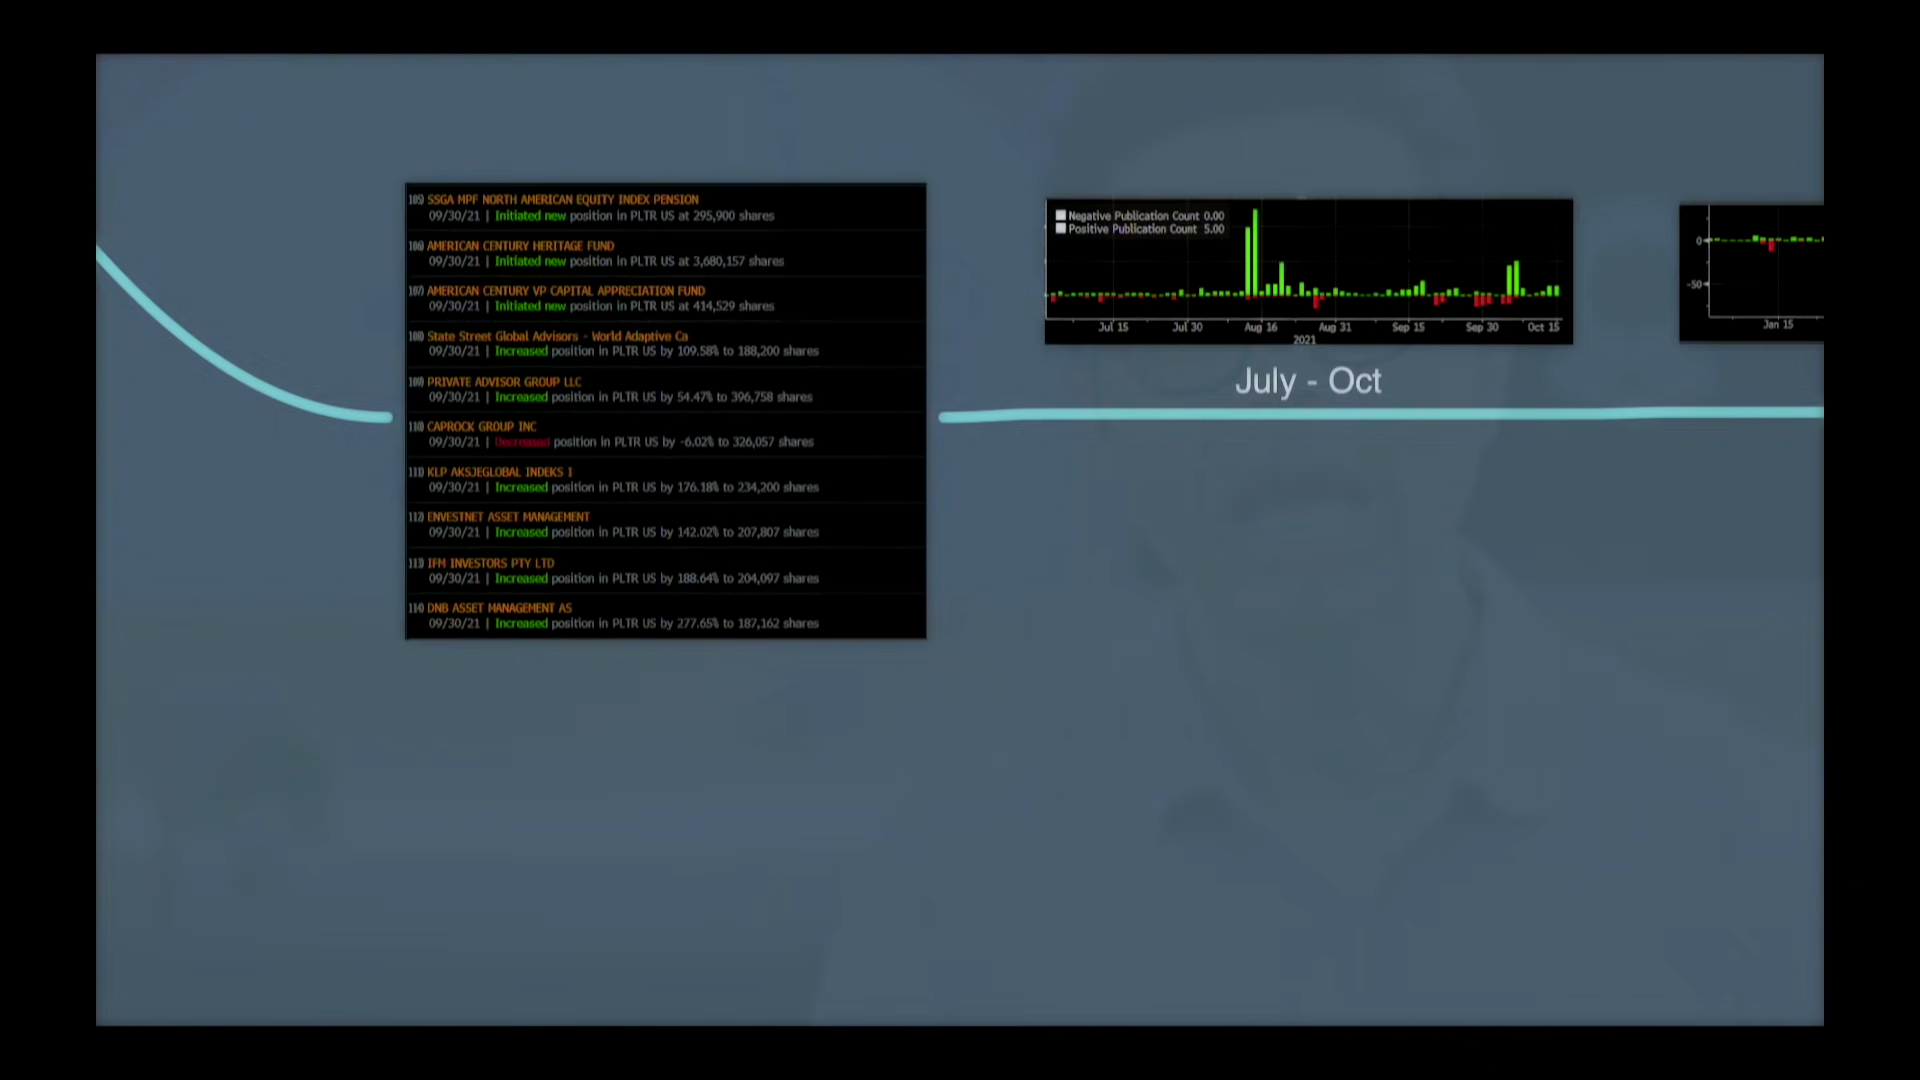 105) SSGA MPF NORTH AMERICAN EQUITY INDEX PENSION
09/30/21 | Initiated new position in PLTR US at 295,900 shares
106) AMERICAN CENTURY HERITAGE FUND
09/30/21 | Initiated new position in PLTR US at 3,680,157 shares
107) AMERICAN CENTURY VP CAPITAL APPRECIATION FUND
09/30/21 | Initiated new position in PLTR US at 414,529 shares
108) State Street Global Advisors - World Adaptive Ca
09/30/21 | Increased position in PLTR US by 109.58% to 188,200 shares
109) PRIVATE ADVISOR GROUP LLC
09/30/21 | Increased position in PLTR US by 54.47% to 396,758 shares
110) CAPROCK GROUP INC
09/30/21 | Decreased position in PLTR US by -6.02% to 326,057 shares
111) KLP AKSJEGLOBAL INDEKS I
09/30/21 | Increased position in PLTR US by 176.18% to 234,200 shares
112) ENVESTNET ASSET MANAGEMENT
09/30/21 | Increased position in PLTR US by 142.02% to 207,807 shares
113) IFM INVESTORS PTY LTD
09/30/21 | Increased position in PLTR US by 188.64% to 204,097 shares
114) DNB ASSET MANAGEMENT AS
09/30/21 | Increased position in PLTR US by 277.65% to 187,162 shares
Negative Publication Count 0.00
Positive Publication Count 5.00
Jul 15 Jul 30 Aug 16 Aug 31 Sep 15 Sep 30 Oct 15
2021
July - Oct
0
-50
Jan 15